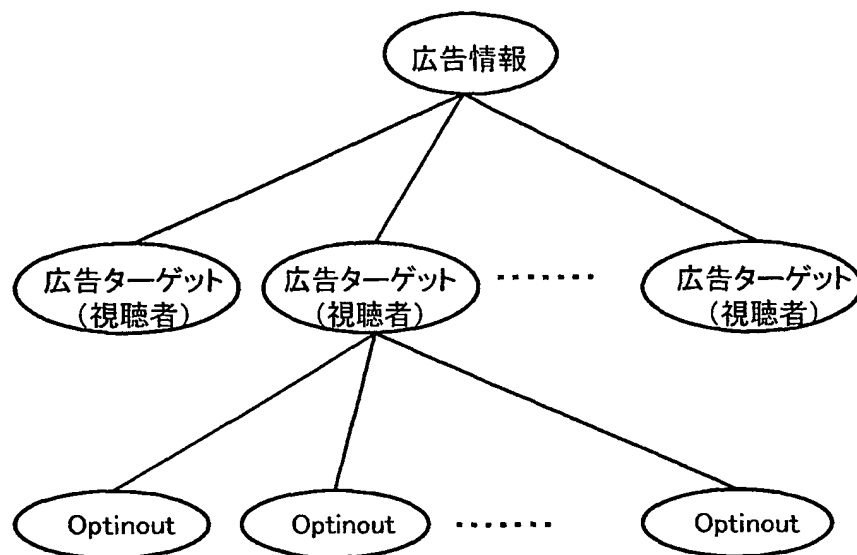 広告情報
広告ターゲット
(視聴者)
広告ターゲット
(視聴者)
.......
広告ターゲット
(視聴者)
Optinout
Optinout
.......
Optinout